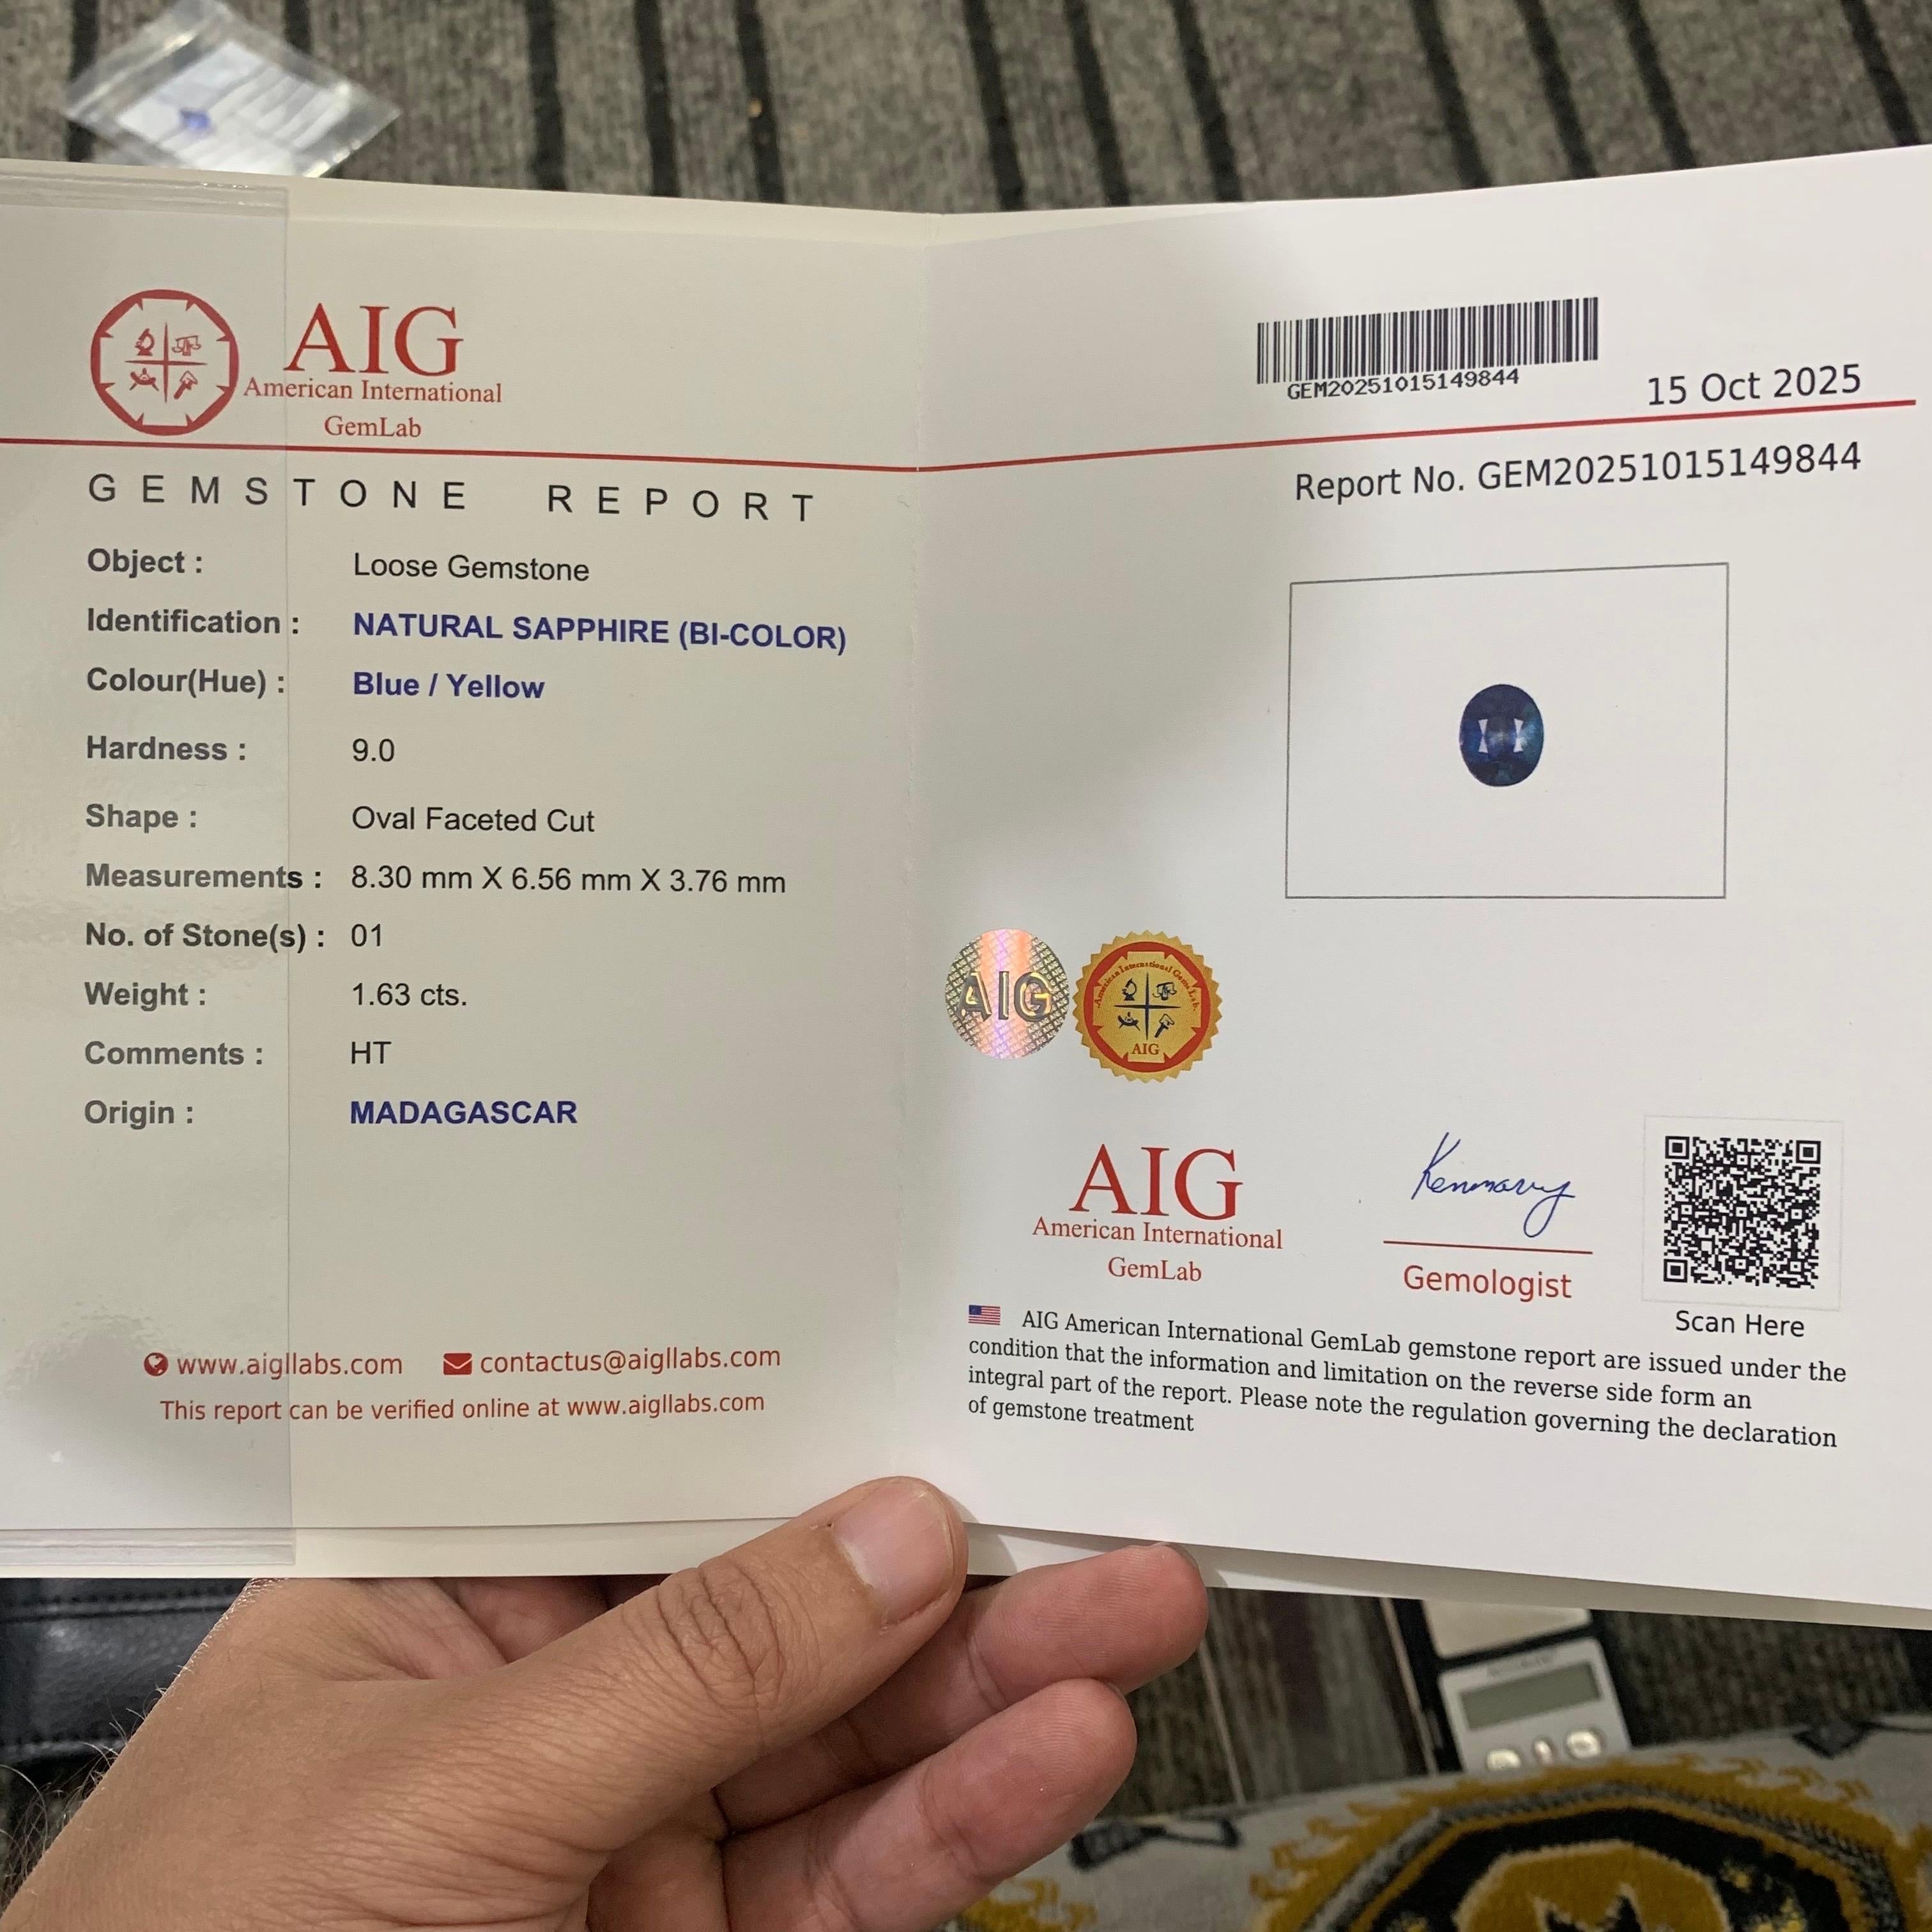 AIG
American International
GemLab
GEM20251015149844
15 Oct 2025
GEMSTONE REPORT
Report No. GEM20251015149844
Object : Loose Gemstone
Identification : NATURAL SAPPHIRE (BI-COLOR)
Colour(Hue) : Blue / Yellow
Hardness : 9.0
Shape : Oval Faceted Cut
Measurements : 8.30 mm X 6.56 mm X 3.76 mm
No. of Stone(s) : 01
Weight : 1.63 cts.
Comments : HT
Origin : MADAGASCAR
www.aigllabs.com contactus@aigllabs.com
This report can be verified online at www.aigllabs.com
AIG
American International Gems Lab.
AIG
AIG
American International
GemLab
Kenmavy
Gemologist
Scan Here
AIG American International GemLab gemstone report are issued under the
condition that the information and limitation on the reverse side form an
integral part of the report. Please note the regulation governing the declaration
of gemstone treatment